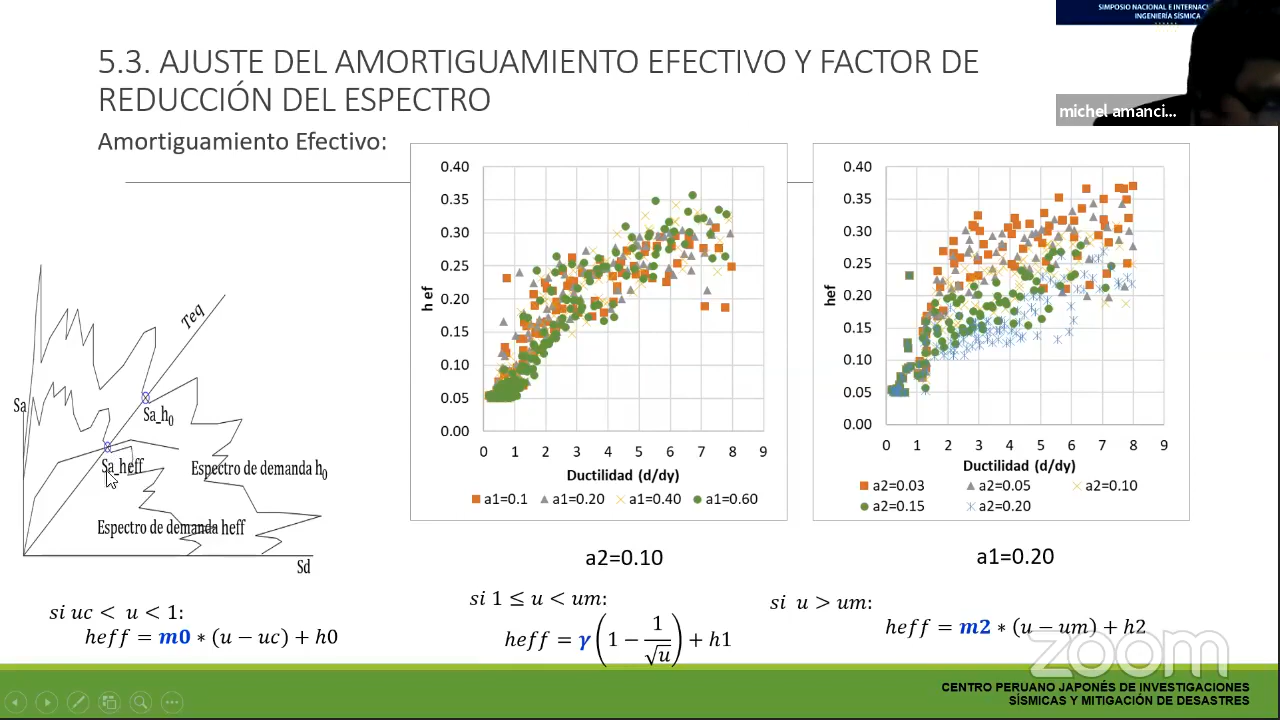 SIMPOSIO NACIONAL E INTERNACI
INGENIERÍA SÍSMICA
michel amanci...
5.3. AJUSTE DEL AMORTIGUAMIENTO EFECTIVO Y FACTOR DE
REDUCCIÓN DEL ESPECTRO
Amortiguamiento Efectivo:
Sa
Teq
Sa_h0
Sa_heff
Espectro de demanda h0
Espectro de demanda heff
Sd
0.40
0.35
0.30
0.25
0.20
0.15
0.10
0.05
0.00
h ef
0 1 2 3 4 5 6 7 8 9
Ductilidad (d/dy)
a1=0.1 a1=0.20 a1=0.40 a1=0.60
a2=0.10
0.40
0.35
0.30
0.25
0.20
0.15
0.10
0.05
0.00
hef
0 1 2 3 4 5 6 7 8 9
Ductilidad (d/dy)
a2=0.03 a2=0.05 a2=0.10
a2=0.15 a2=0.20
a1=0.20
si uc < u < 1:
heff = m0 ∗ (u − uc) + h0
si 1 ≤ u < um:
heff = γ (1 − 1/√u) + h1
si u > um:
heff = m2 ∗ (u − um) + h2
zoom
CENTRO PERUANO JAPONÉS DE INVESTIGACIONES
SÍSMICAS Y MITIGACIÓN DE DESASTRES